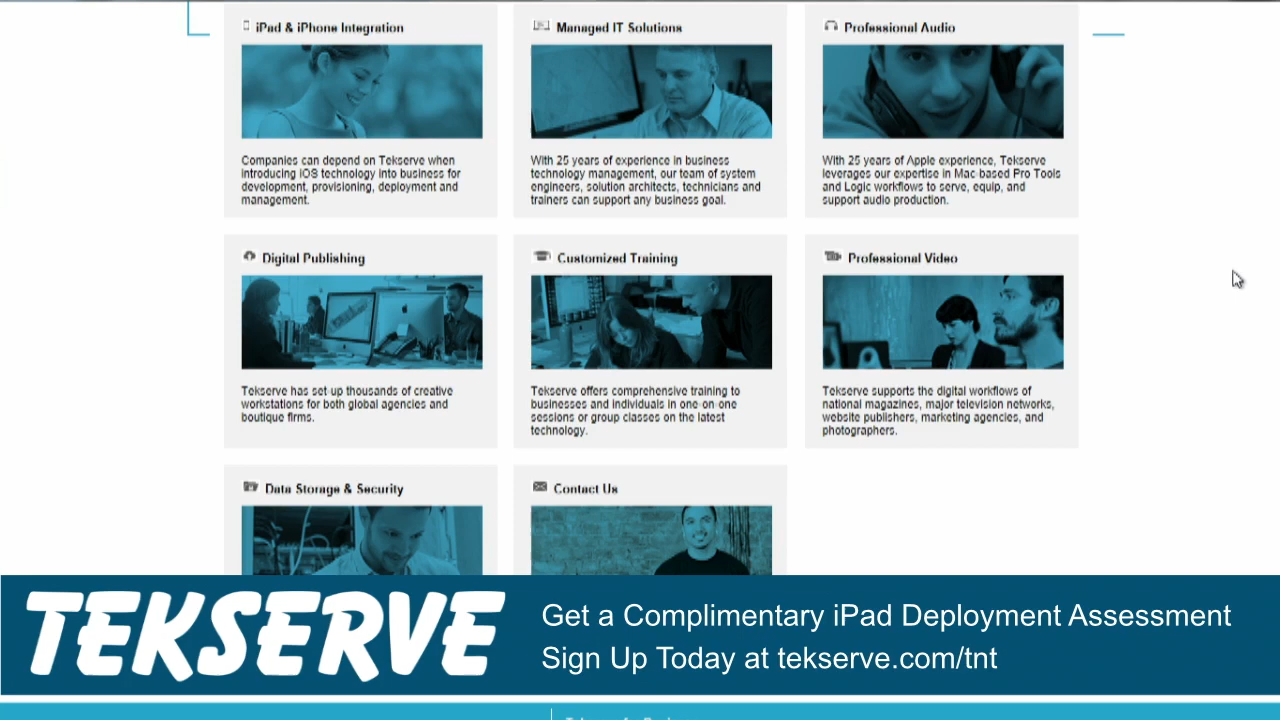 iPad & iPhone Integration
Companies can depend on Tekserve when
introducing iOS technology into business for
development, provisioning, deployment and
management.
Managed IT Solutions
With 25 years of experience in business
technology management, our team of system
engineers, solution architects, technicians and
trainers can support any business goal.
Professional Audio
With 25 years of Apple experience, Tekserve
leverages our expertise in Mac-based Pro Tools
and Logic workflows to serve, equip, and
support audio production.
Digital Publishing
Tekserve has set-up thousands of creative
workstations for both global agencies and
boutique firms.
Customized Training
Tekserve offers comprehensive training to
businesses and individuals in one-on-one
sessions or group classes on the latest
technology.
Professional Video
Tekserve supports the digital workflows of
national magazines, major television networks,
website publishers, marketing agencies, and
photographers.
Data Storage & Security
Contact Us
TEKSERVE
Get a Complimentary iPad Deployment Assessment
Sign Up Today at tekserve.com/tnt